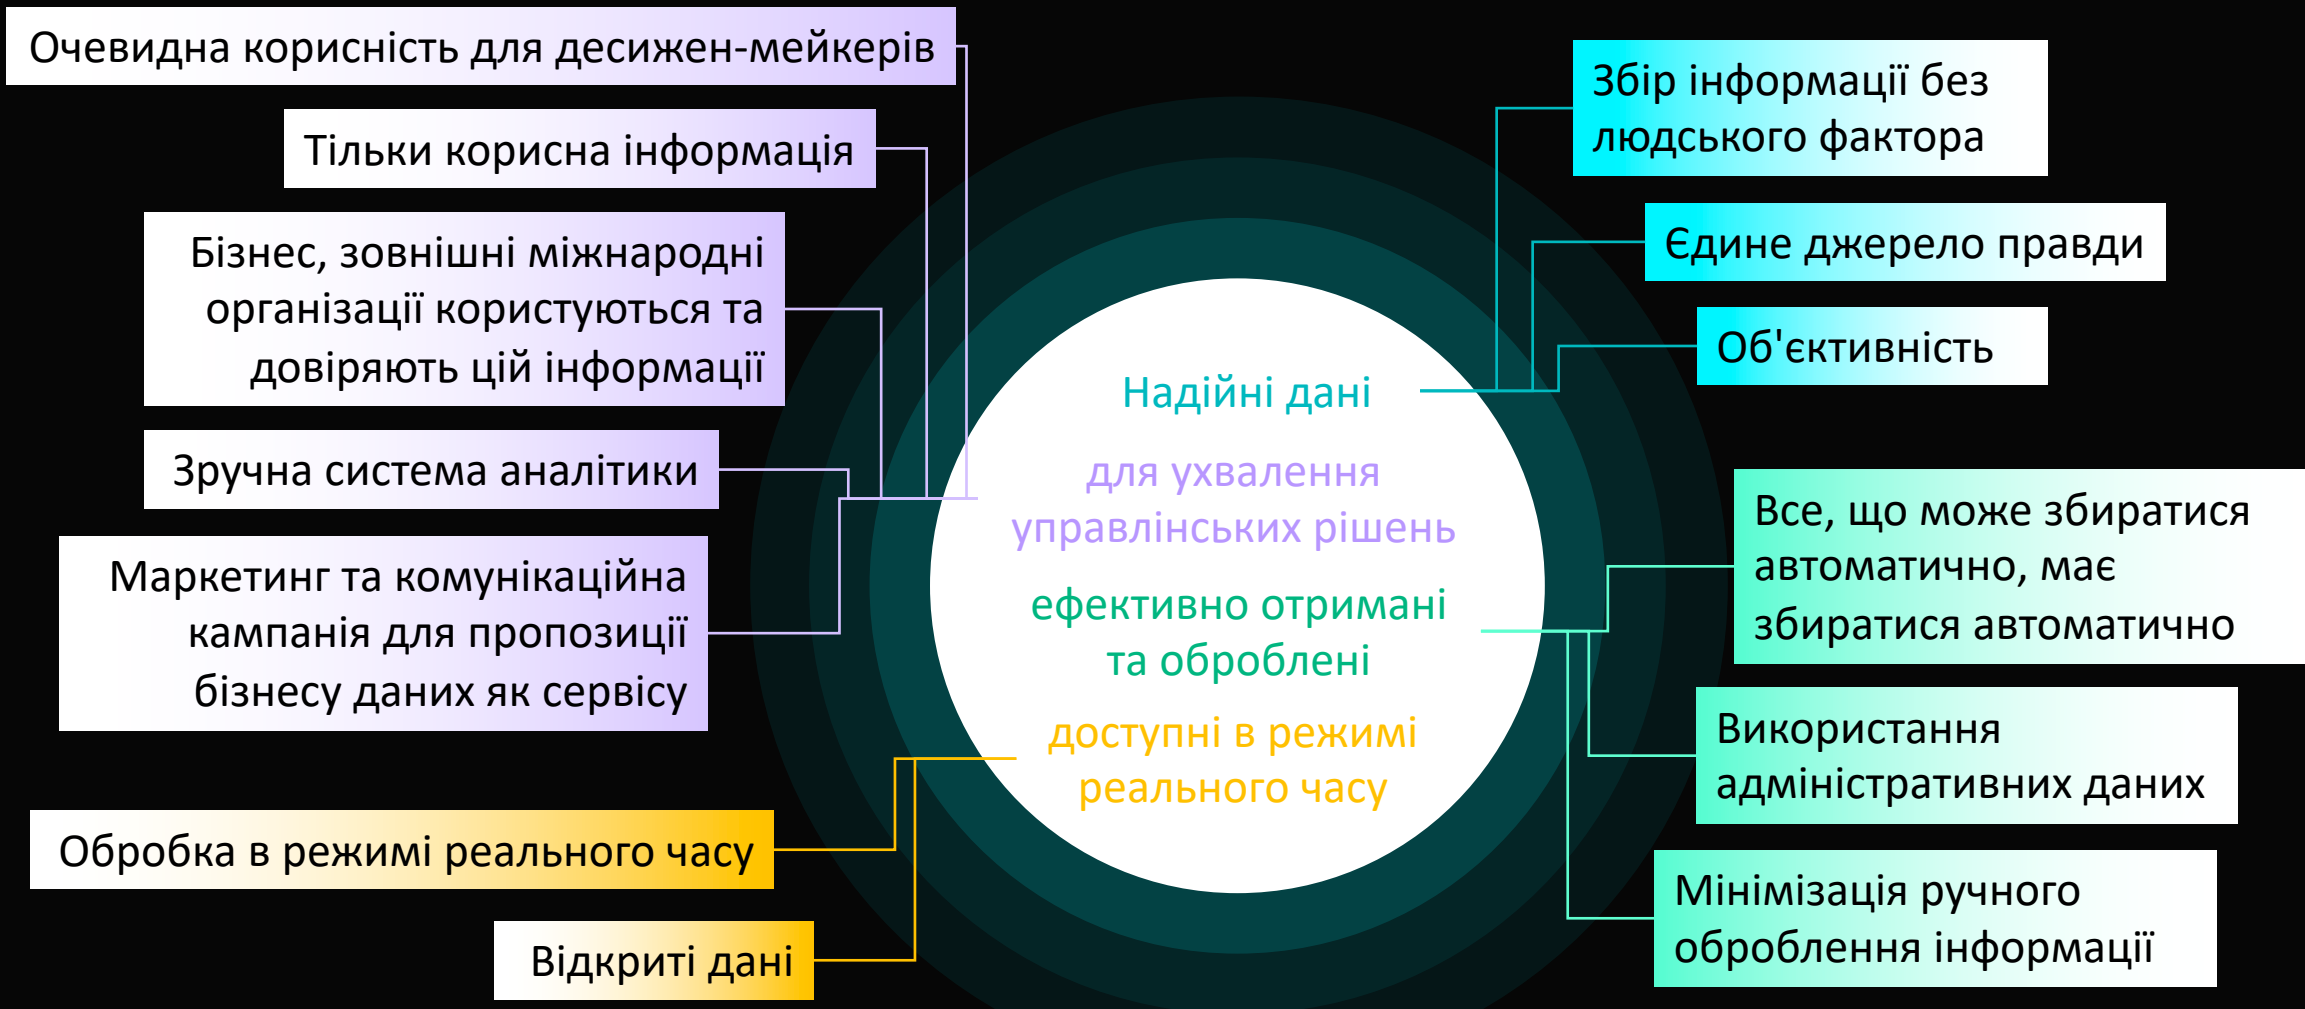 Очевидна корисність для десижен-мейкерів
Тільки корисна інформація
Бізнес, зовнішні міжнародні
організації користуються та
довіряють цій інформації
Зручна система аналітики
Маркетинг та комунікаційна
кампанія для пропозиції
бізнесу даних як сервісу
Обробка в режимі реального часу
Відкриті дані
Надійні дані
для ухвалення
управлінських рішень
ефективно отримані
та оброблені
доступні в режимі
реального часу
Збір інформації без
людського фактора
Єдине джерело правди
Об'єктивність
Все, що може збиратися
автоматично, має
збиратися автоматично
Використання
адміністративних даних
Мінімізація ручного
оброблення інформації